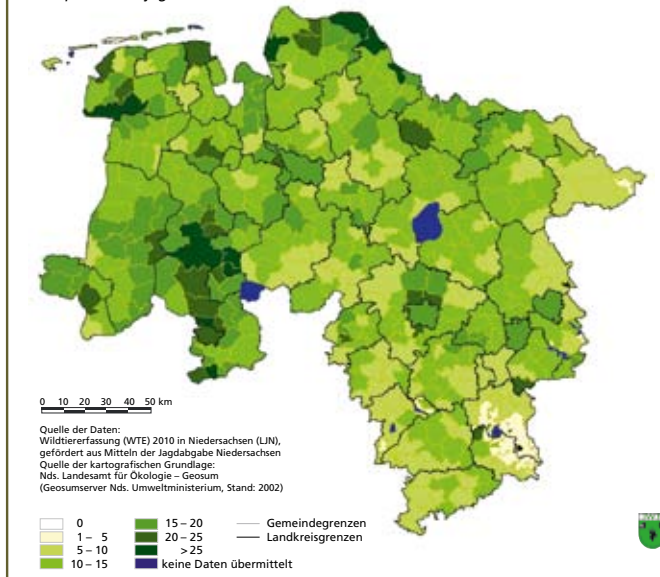 0 10 20 30 40 50 km
Quelle der Daten:
Wildtiererfassung (WTE) 2010 in Niedersachsen (LJN),
gefördert aus Mitteln der Jagdabgabe Niedersachsen
Quelle der kartografischen Grundlage:
Nds. Landesamt für Ökologie – Geosum
(Geosumserver Nds. Umweltministerium, Stand: 2002)
0
1 – 5
5 – 10
10 – 15
15 – 20
20 – 25
> 25
keine Daten übermittelt
Gemeindegrenzen
Landkreisgrenzen